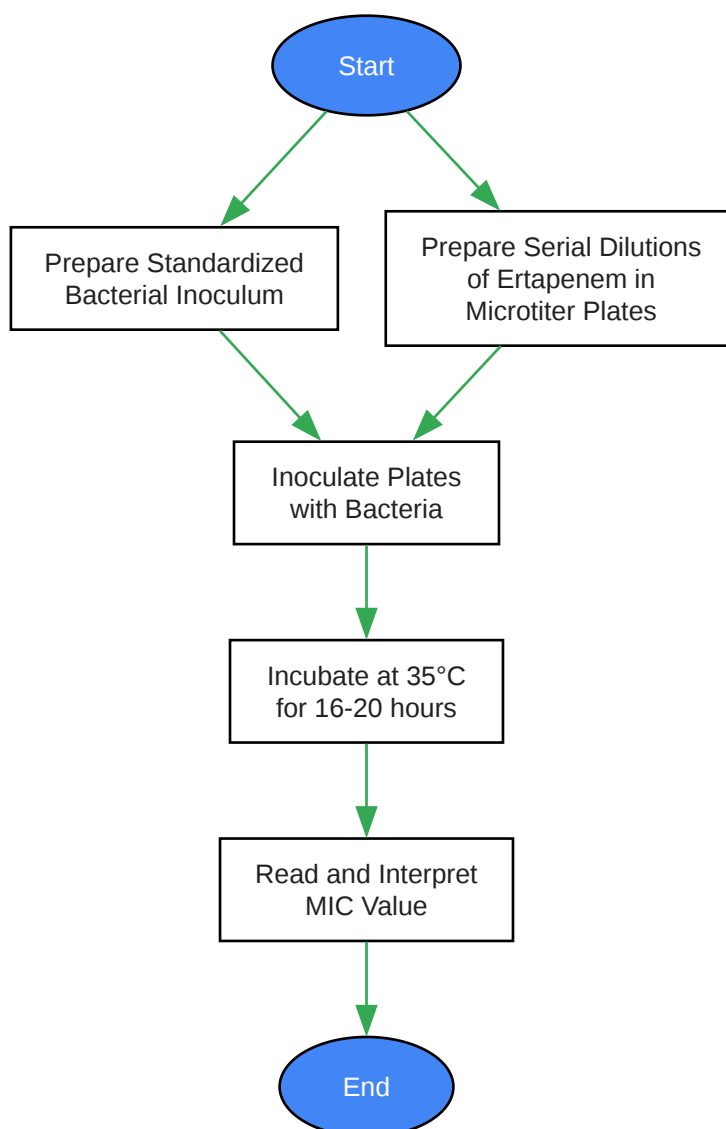 Start
Prepare Standardized
Bacterial Inoculum
Prepare Serial Dilutions
of Ertapenem in
Microtiter Plates
Inoculate Plates
with Bacteria
Incubate at 35°C
for 16-20 hours
Read and Interpret
MIC Value
End